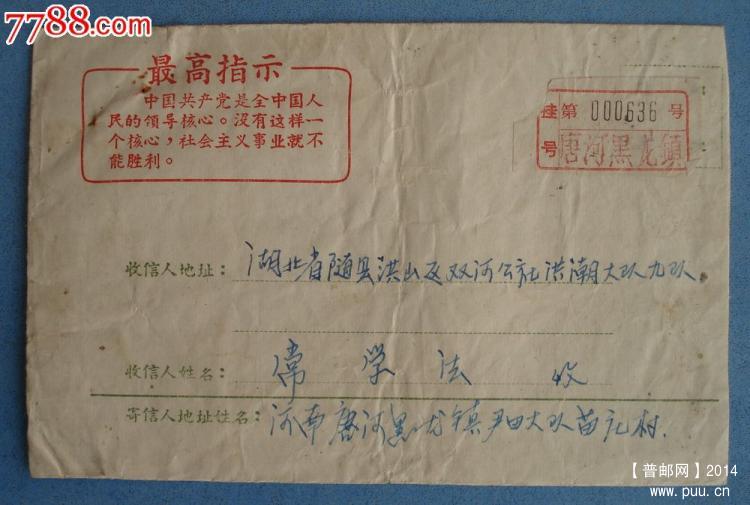 7788.com
最高指示
中国共产党是全中国人
民的领导核心。没有这样一
个核心，社会主义事业就不
能胜利。
挂号 第 000636 号
唐河黑龙镇
收信人地址： 湖北省随县洪山区双河公社洪潮大队九队
收信人姓名： 常学法 收
寄信人地址姓名： 河南唐河黑龙镇尹田大队苗元村.
【普邮网】2014
www.puu.cn